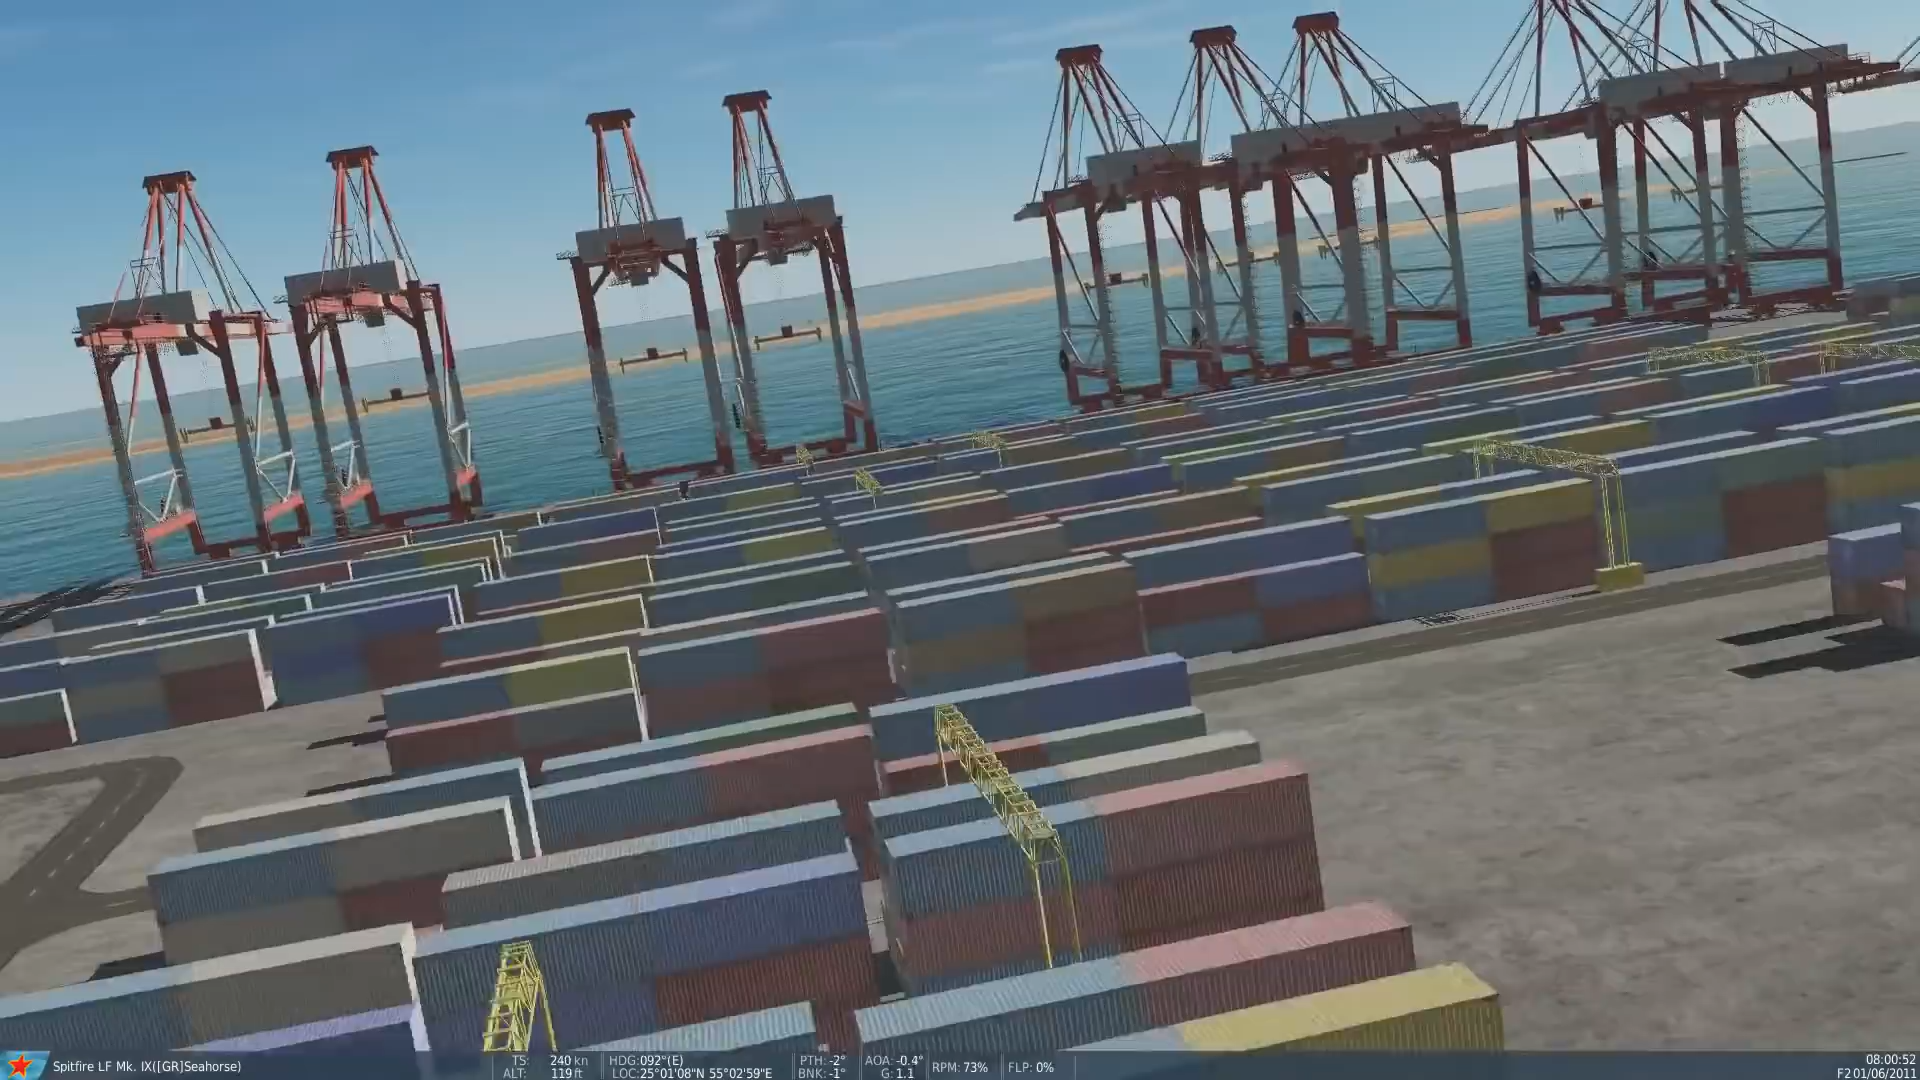 Spitfire LF Mk. IX([GR]Seahorse)
TS: 240 kn
ALT: 119 ft
HDG:092°(E)
LOC:25°01'08"N 55°02'59"E
PTH: -2°
BNK: -1°
AOA: -0.4°
G: 1.1
RPM: 73%
FLP: 0%
08:00:52
F2 01/06/2011